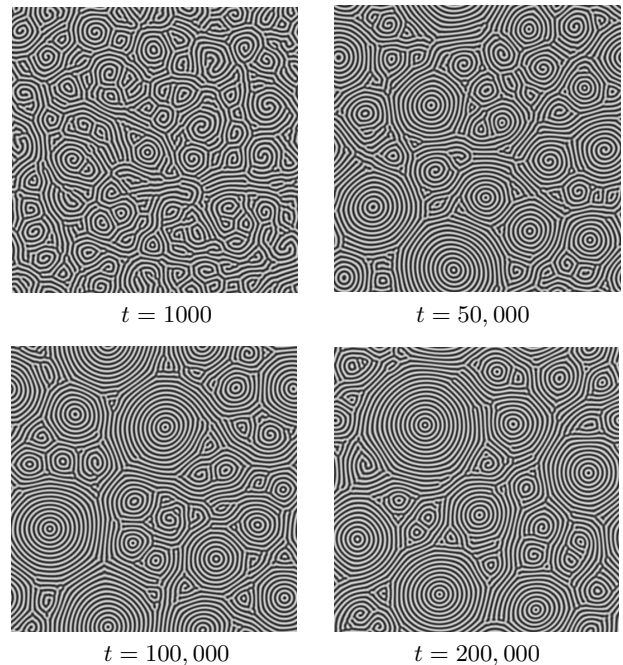 t = 1000
t = 50, 000
t = 100, 000
t = 200, 000